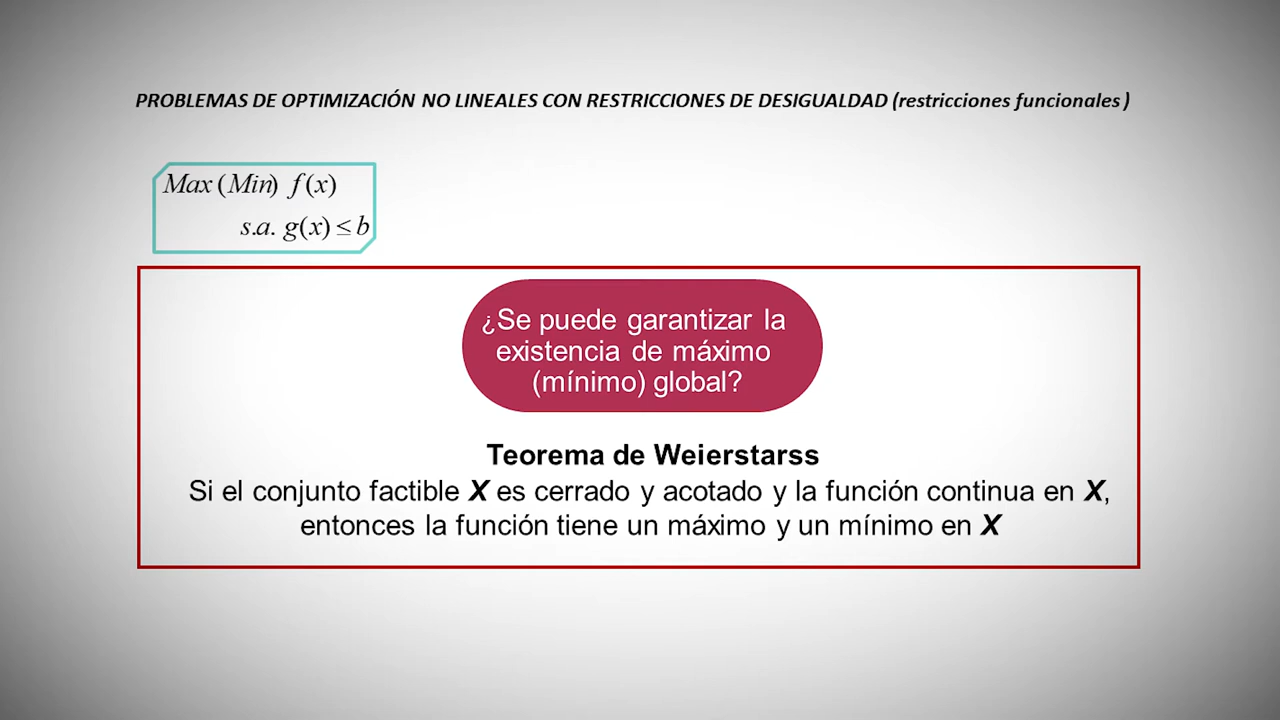 PROBLEMAS DE OPTIMIZACIÓN NO LINEALES CON RESTRICCIONES DE DESIGUALDAD (restricciones funcionales )
Max (Min) f(x)
s.a. g(x) ≤ b
¿Se puede garantizar la
existencia de máximo
(mínimo) global?
Teorema de Weierstarss
Si el conjunto factible X es cerrado y acotado y la función continua en X,
entonces la función tiene un máximo y un mínimo en X